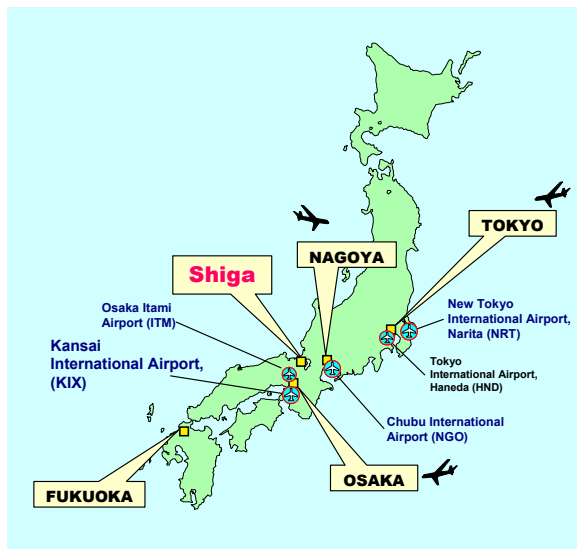 TOKYO
NAGOYA
Shiga
Osaka Itami
Airport (ITM)
New Tokyo
International Airport,
Narita (NRT)
Kansai
International Airport,
(KIX)
Tokyo
International Airport,
Haneda (HND)
Chubu International
Airport (NGO)
OSAKA
FUKUOKA